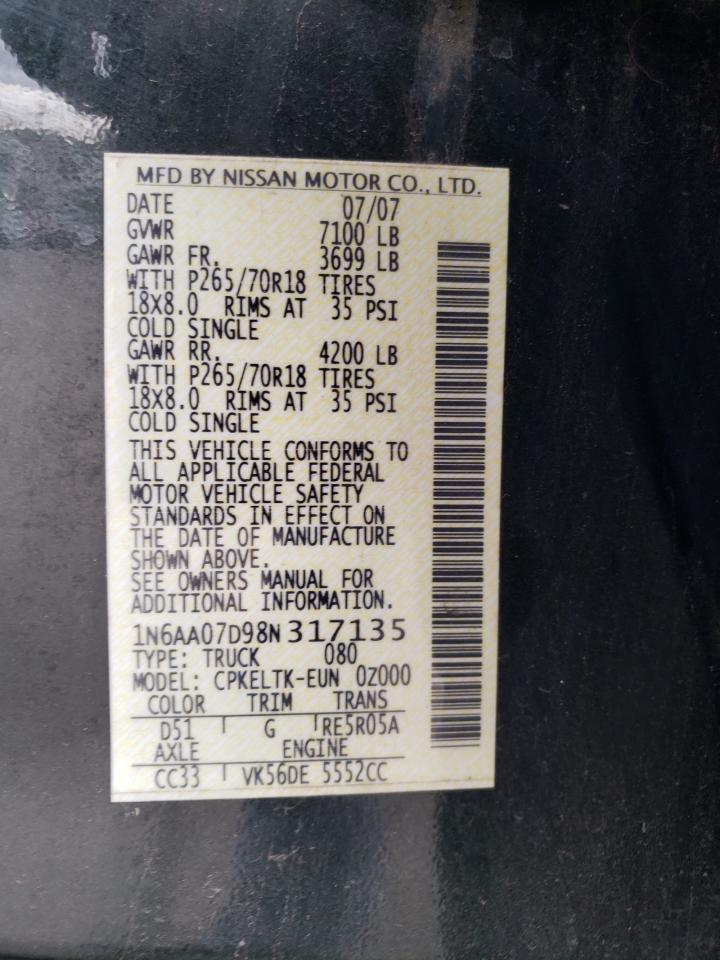 MFD BY NISSAN MOTOR CO., LTD.
DATE 07/07
GVWR 7100 LB
GAWR FR. 3699 LB
WITH P265/70R18 TIRES
18X8.0 RIMS AT 35 PSI
COLD SINGLE
GAWR RR. 4200 LB
WITH P265/70R18 TIRES
18X8.0 RIMS AT 35 PSI
COLD SINGLE
THIS VEHICLE CONFORMS TO
ALL APPLICABLE FEDERAL
MOTOR VEHICLE SAFETY
STANDARDS IN EFFECT ON
THE DATE OF MANUFACTURE
SHOWN ABOVE.
SEE OWNERS MANUAL FOR
ADDITIONAL INFORMATION.
1N6AA07D98N317135
TYPE: TRUCK 080
MODEL: CPKELTK-EUN 0Z000
COLOR TRIM TRANS
D51 G RE5R05A
AXLE ENGINE
CC33 VK56DE 5552CC